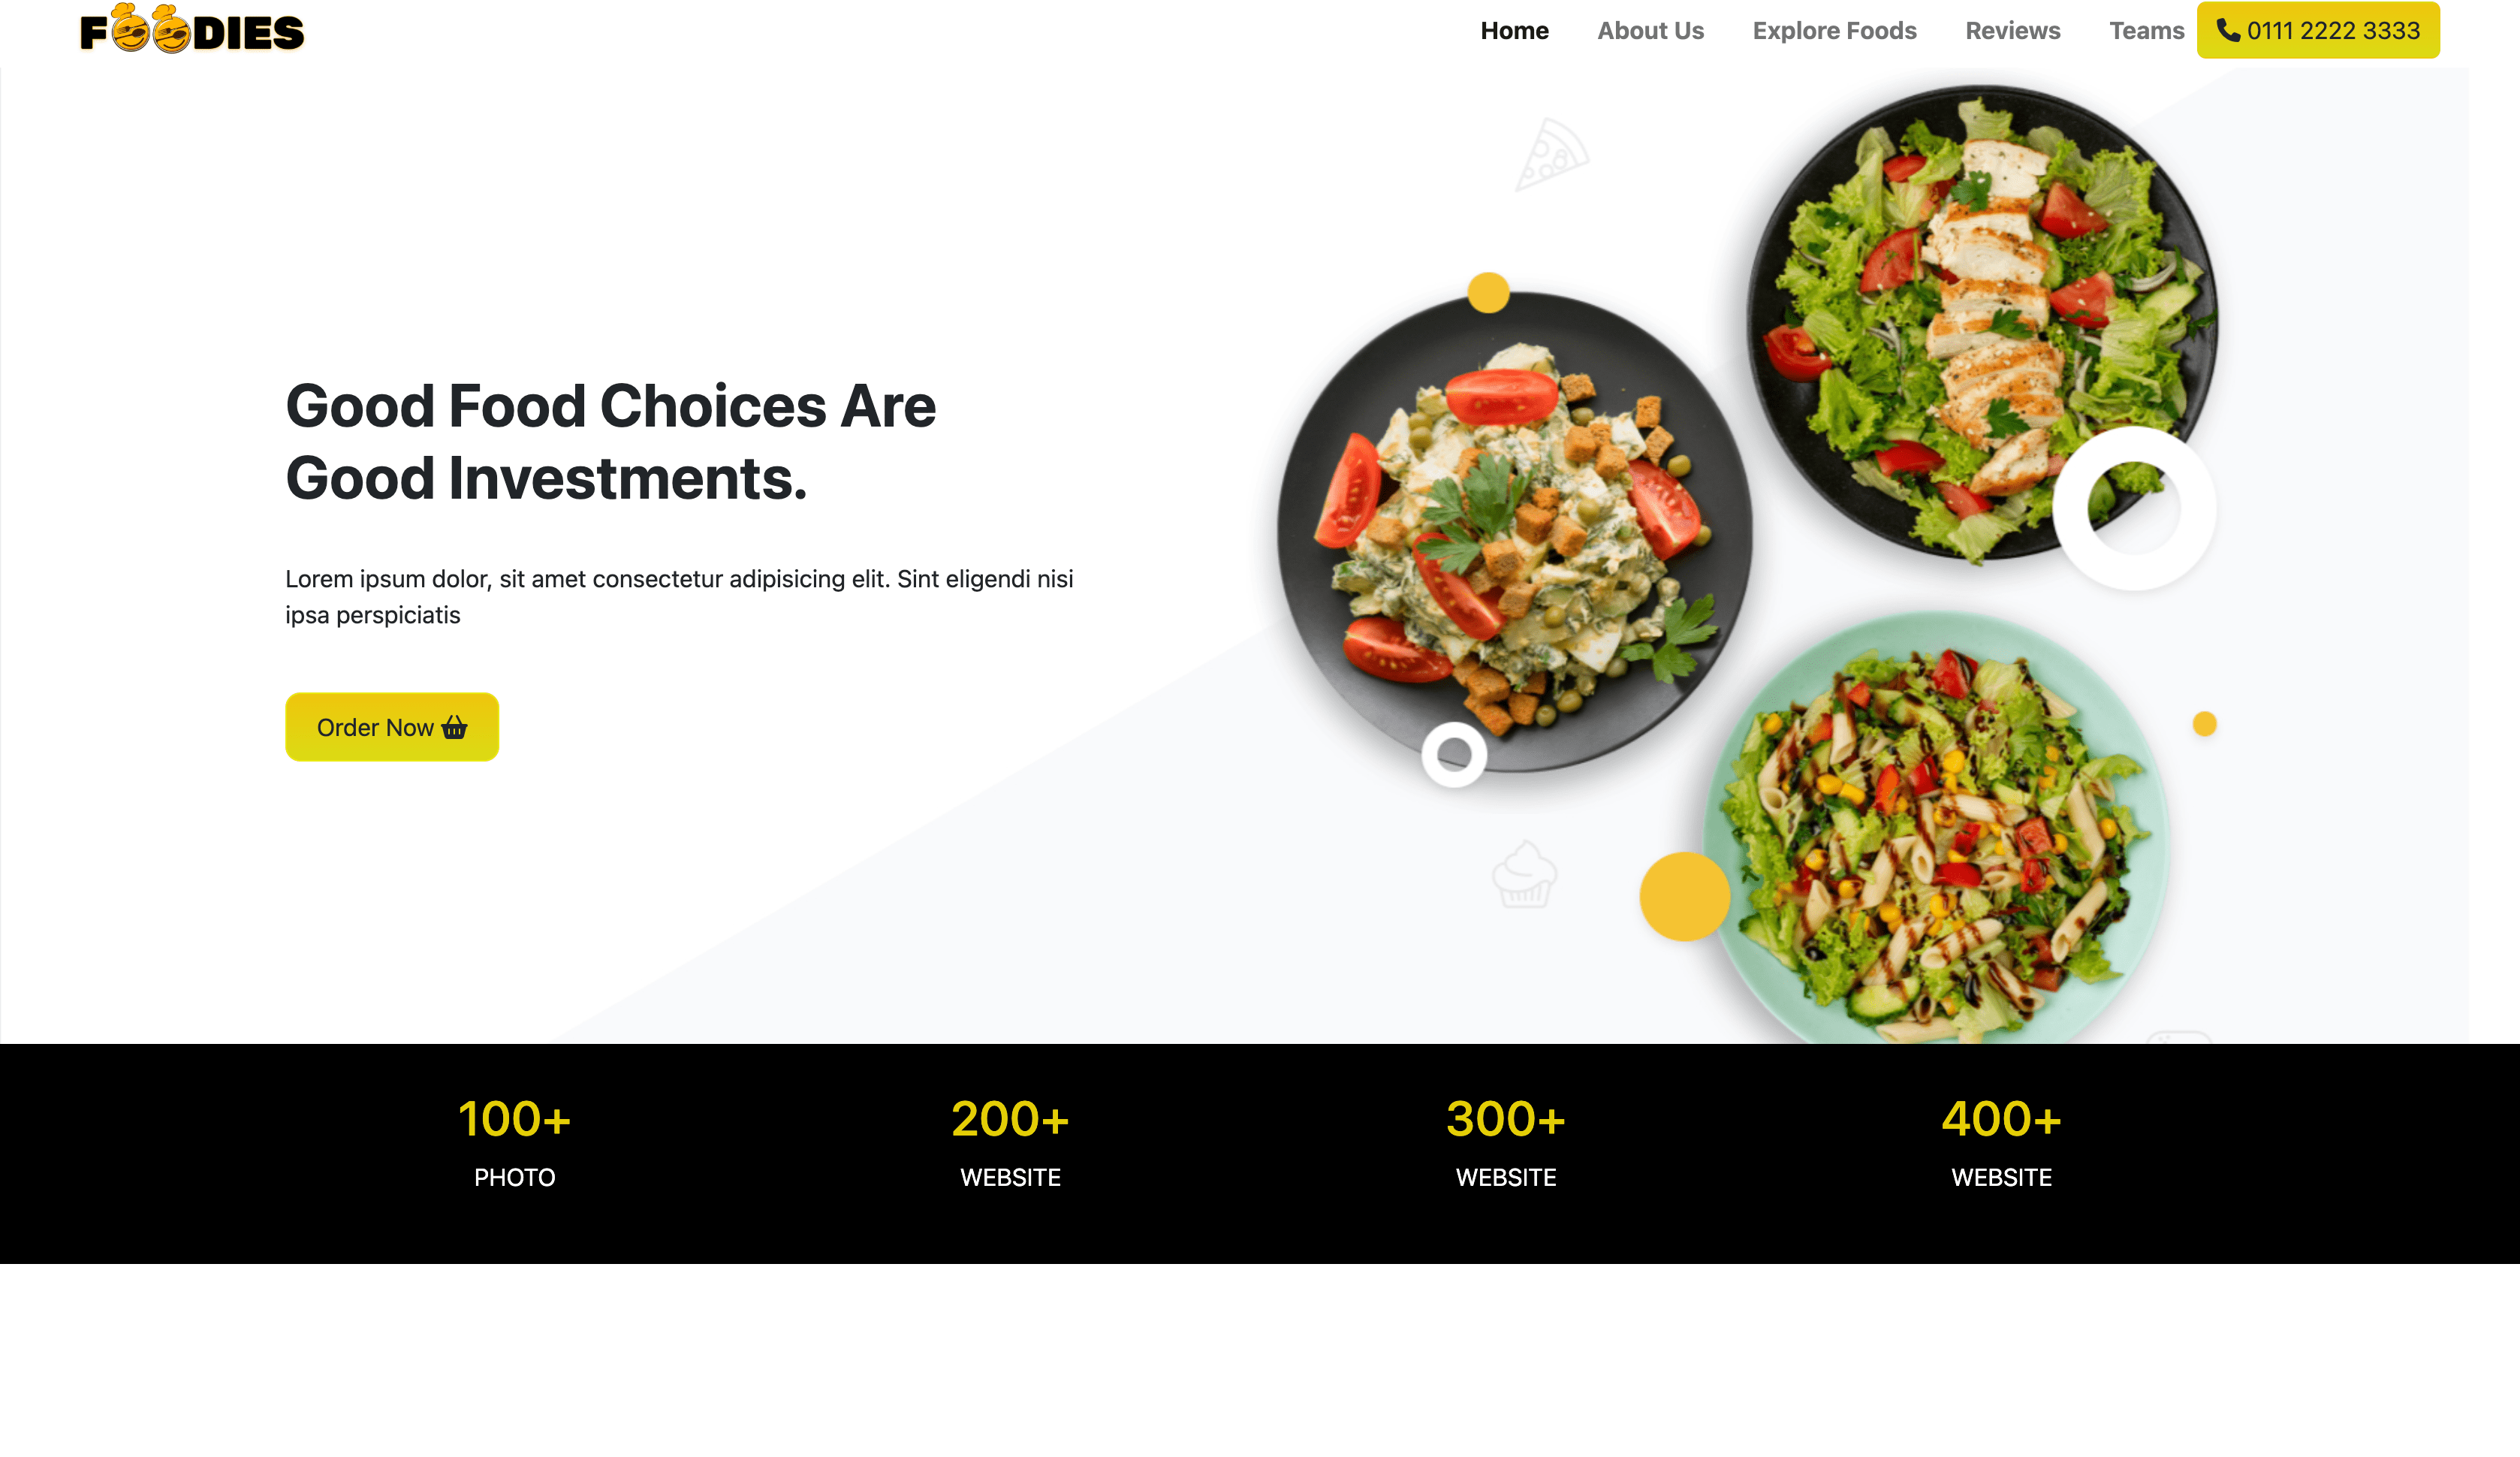 FOODIES
Home
About Us
Explore Foods
Reviews
Teams
0111 2222 3333
Good Food Choices Are
Good Investments.
Lorem ipsum dolor, sit amet consectetur adipisicing elit. Sint eligendi nisi
ipsa perspiciatis
Order Now
100+
PHOTO
200+
WEBSITE
300+
WEBSITE
400+
WEBSITE